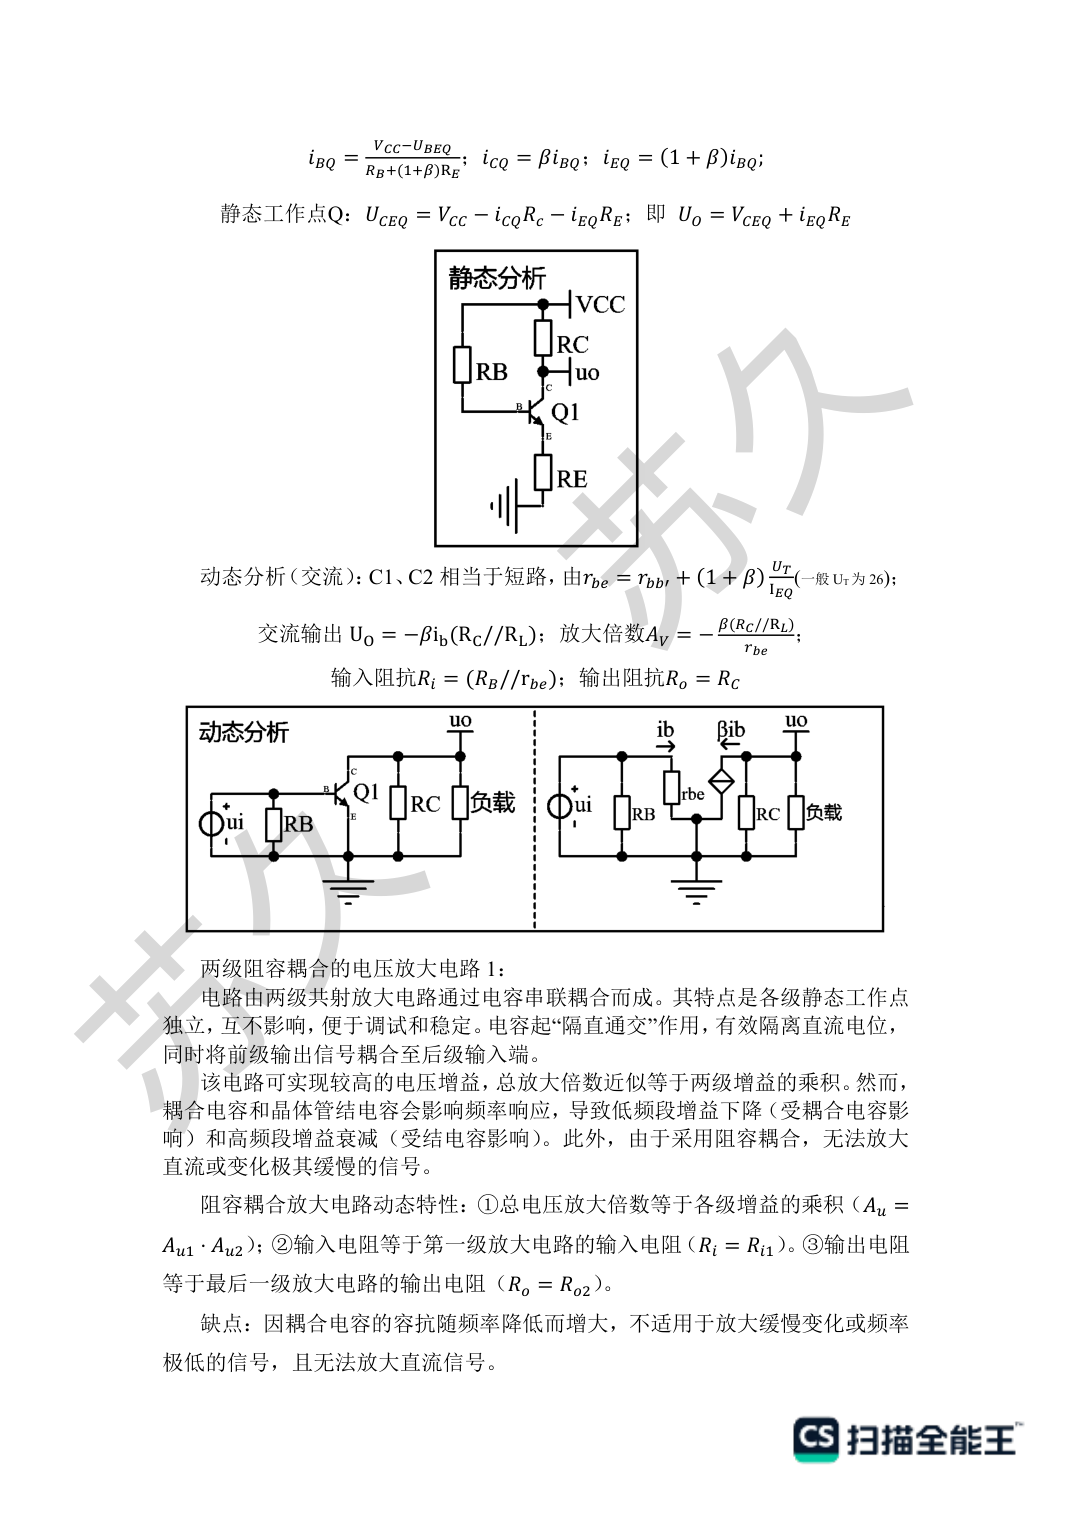 i_BQ = (V_CC−U_BEQ)/(R_B+(1+β)R_E)；i_CQ = βi_BQ；i_EQ = (1 + β)i_BQ;
静态工作点Q：U_CEQ = V_CC − i_CQ R_c − i_EQ R_E；即 U_O = V_CEQ + i_EQ R_E
静态分析
VCC
RC
RB
uo
C
B
Q1
E
RE
动态分析（交流）：C1、C2 相当于短路，由r_be = r_bb′ + (1 + β) U_T/I_EQ(一般 U_T 为 26)；
交流输出 U_O = −βi_b(R_C//R_L)；放大倍数A_V = − β(R_C//R_L)/r_be；
输入阻抗R_i = (R_B//r_be)；输出阻抗R_o = R_C
动态分析
uo
C
B
Q1
E
+
ui
-
RB
RC
负载
ib
βib
uo
+
ui
-
RB
rbe
RC
负载
两级阻容耦合的电压放大电路 1：
电路由两级共射放大电路通过电容串联耦合而成。其特点是各级静态工作点
独立，互不影响，便于调试和稳定。电容起“隔直通交”作用，有效隔离直流电位，
同时将前级输出信号耦合至后级输入端。
该电路可实现较高的电压增益，总放大倍数近似等于两级增益的乘积。然而，
耦合电容和晶体管结电容会影响频率响应，导致低频段增益下降（受耦合电容影
响）和高频段增益衰减（受结电容影响）。此外，由于采用阻容耦合，无法放大
直流或变化极其缓慢的信号。
阻容耦合放大电路动态特性：①总电压放大倍数等于各级增益的乘积（A_u =
A_u1 · A_u2）；②输入电阻等于第一级放大电路的输入电阻（R_i = R_i1）。③输出电阻
等于最后一级放大电路的输出电阻（R_o = R_o2）。
缺点：因耦合电容的容抗随频率降低而增大，不适用于放大缓慢变化或频率
极低的信号，且无法放大直流信号。
苏久
苏久
CS 扫描全能王™